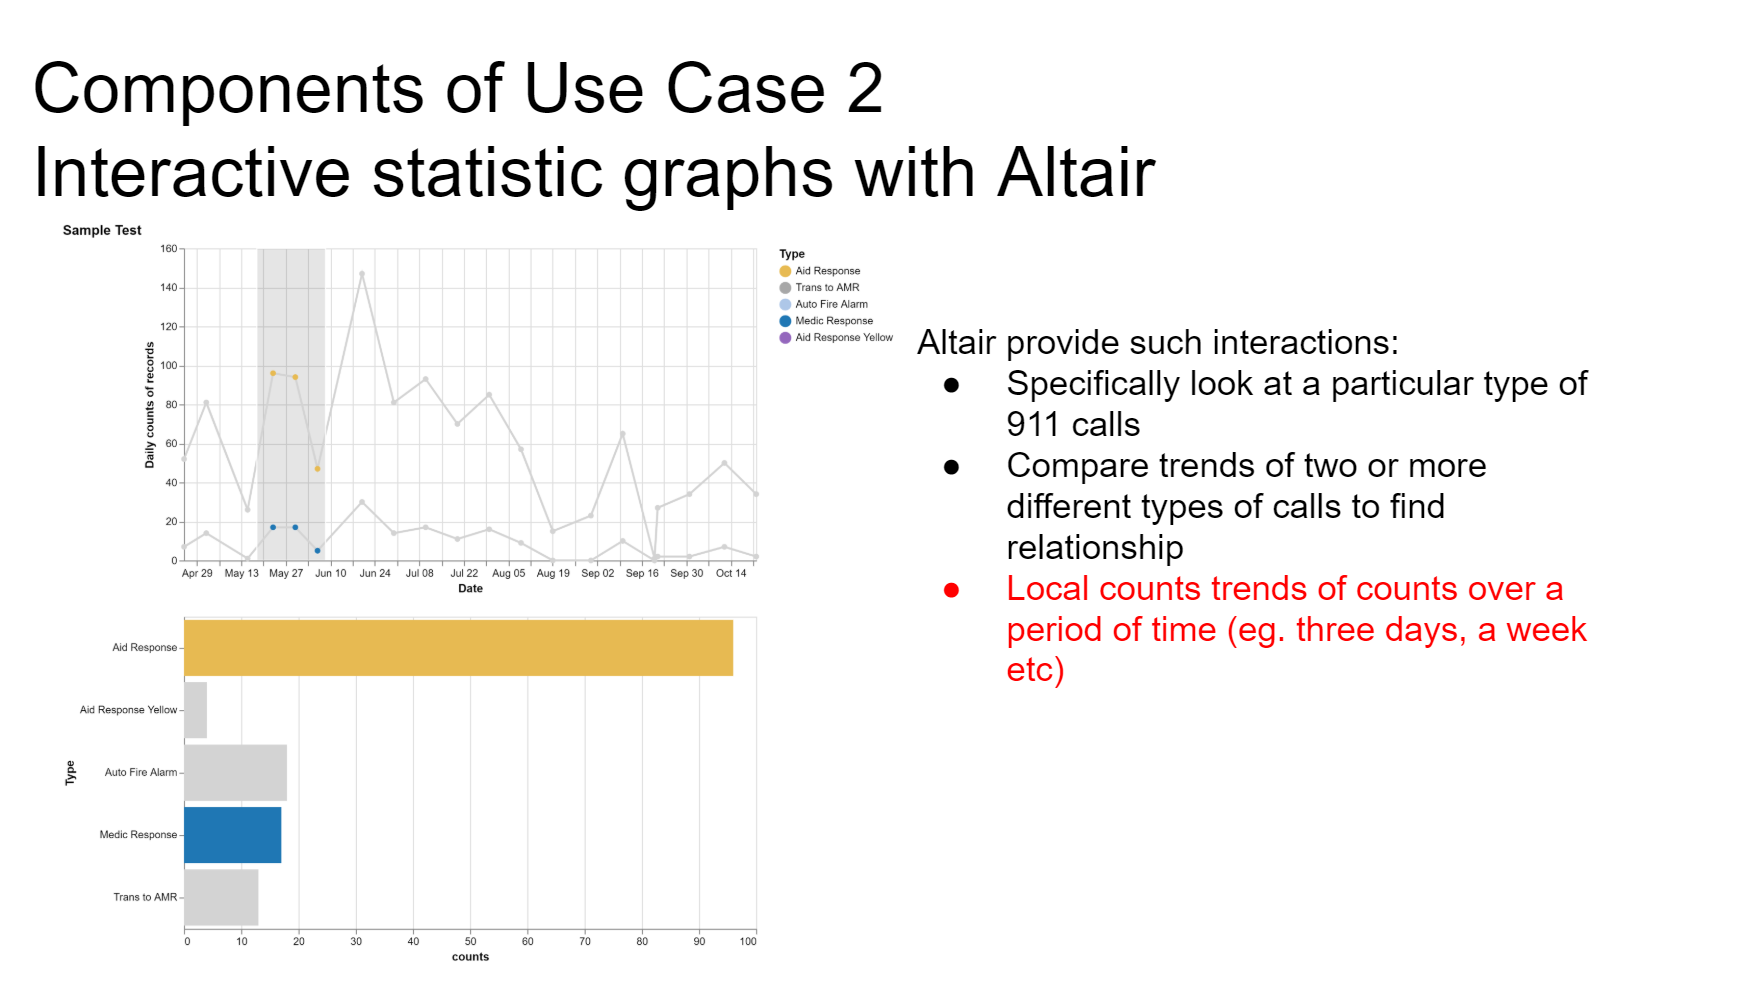 Components of Use Case 2
Interactive statistic graphs with Altair
Sample Test
160
140
120
100
80
60
40
20
0
Daily counts of records
Apr 29 May 13 May 27 Jun 10 Jun 24 Jul 08 Jul 22 Aug 05 Aug 19 Sep 02 Sep 16 Sep 30 Oct 14
Date
Type
Aid Response
Trans to AMR
Auto Fire Alarm
Medic Response
Aid Response Yellow
Aid Response
Aid Response Yellow
Auto Fire Alarm
Medic Response
Trans to AMR
Type
0 10 20 30 40 50 60 70 80 90 100
counts
Altair provide such interactions:
● Specifically look at a particular type of
911 calls
● Compare trends of two or more
different types of calls to find
relationship
● Local counts trends of counts over a
period of time (eg. three days, a week
etc)